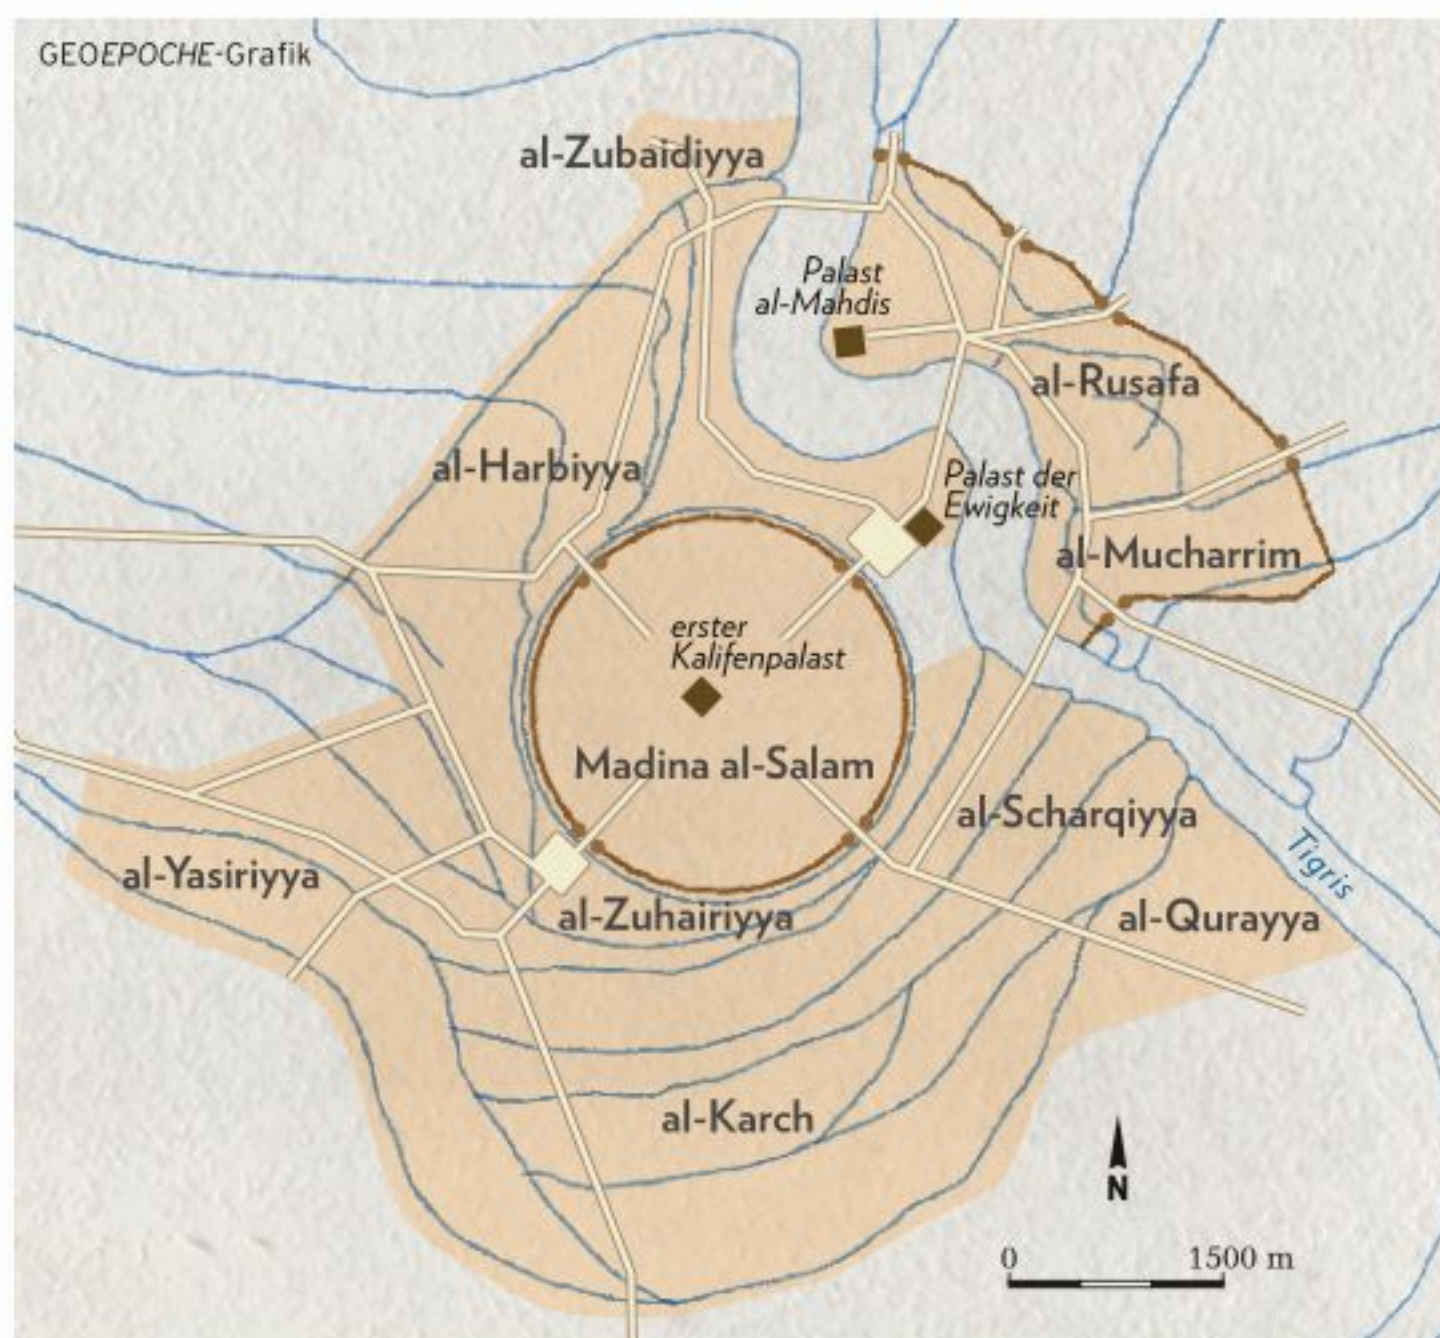 GEOEPOCHE-Grafik
al-Zubaidiyya
Palast
al-Mahdis
al-Rusafa
al-Harbiyya
Palast der
Ewigkeit
al-Mucharrim
erster
Kalifenpalast
Madina al-Salam
al-Scharqiyya
Tigris
al-Yasiriyya
al-Zuhairiyya
al-Qurayya
al-Karch
N
0 1500 m